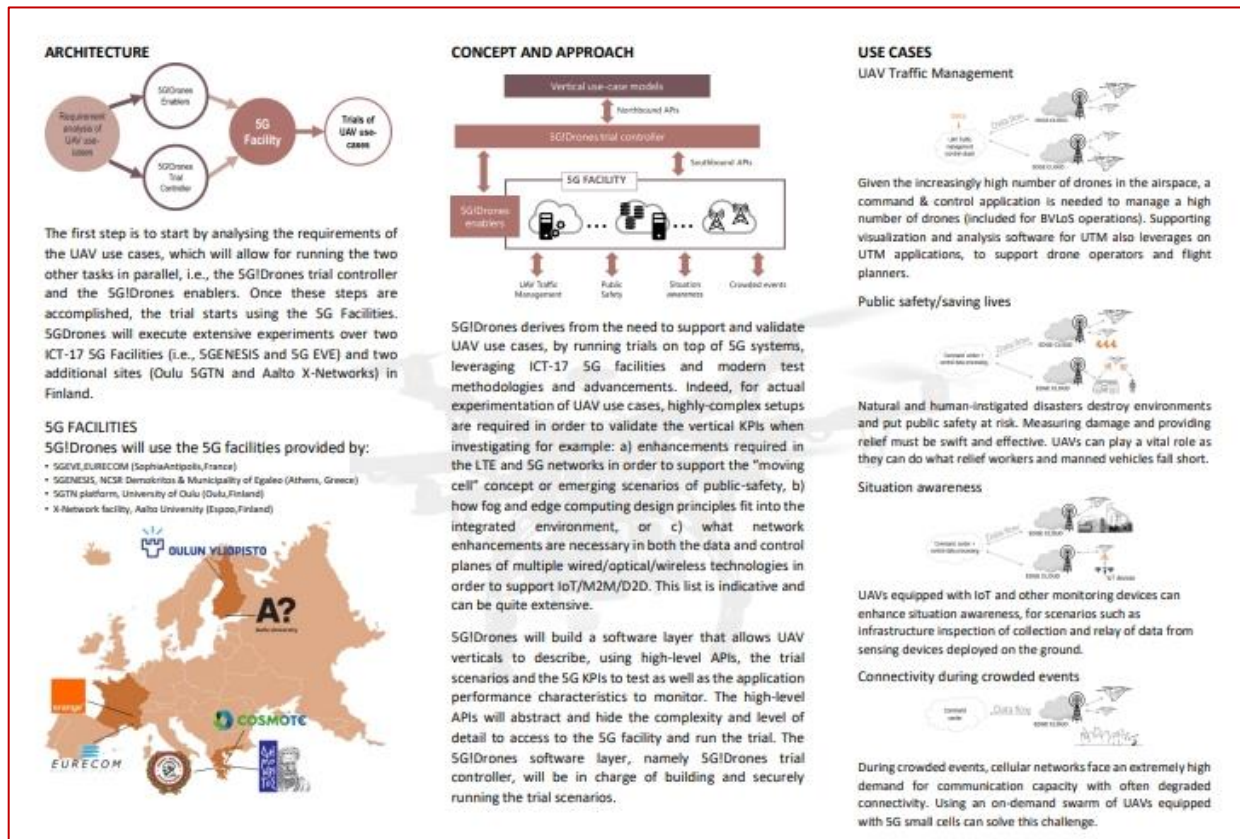 ARCHITECTURE
Requirement
analysis of
UAV use-
cases
5G!Drones
Enablers
5G!Drones
Trial
Controller
5G
Facility
Trials of
UAV use-
cases
The first step is to start by analysing the requirements of
the UAV use cases, which will allow for running the two
other tasks in parallel, i.e., the 5G!Drones trial controller
and the 5G!Drones enablers. Once these steps are
accomplished, the trial starts using the 5G Facilities.
5GDrones will execute extensive experiments over two
ICT-17 5G Facilities (i.e., 5GENESIS and 5G EVE) and two
additional sites (Oulu 5GTN and Aalto X-Networks) in
Finland.
5G FACILITIES
5G!Drones will use the 5G facilities provided by:
• 5GEVE,EURECOM (SophiaAntipolis,France)
• 5GENESIS, NCSR Demokritos & Municipality of Egaleo (Athens, Greece)
• 5GTN platform, University of Oulu (Oulu,Finland)
• X-Network facility, Aalto University (Espoo,Finland)
OULUN YLIOPISTO
A?
Aalto University
orange
COSMOTE
EURECOM
CONCEPT AND APPROACH
Vertical use-case models
Northbound APIs
5G!Drones trial controller
Southbound APIs
5G FACILITY
5G!Drones
enablers
UAV Traffic
Management
Public
Safety
Situation
awareness
Crowded events
5G!Drones derives from the need to support and validate
UAV use cases, by running trials on top of 5G systems,
leveraging ICT-17 5G facilities and modern test
methodologies and advancements. Indeed, for actual
experimentation of UAV use cases, highly-complex setups
are required in order to validate the vertical KPIs when
investigating for example: a) enhancements required in
the LTE and 5G networks in order to support the "moving
cell" concept or emerging scenarios of public-safety, b)
how fog and edge computing design principles fit into the
integrated environment, or c) what network
enhancements are necessary in both the data and control
planes of multiple wired/optical/wireless technologies in
order to support IoT/M2M/D2D. This list is indicative and
can be quite extensive.
5G!Drones will build a software layer that allows UAV
verticals to describe, using high-level APIs, the trial
scenarios and the 5G KPIs to test as well as the application
performance characteristics to monitor. The high-level
APIs will abstract and hide the complexity and level of
detail to access to the 5G facility and run the trial. The
5G!Drones software layer, namely 5G!Drones trial
controller, will be in charge of building and securely
running the trial scenarios.
USE CASES
UAV Traffic Management
Data flow
EDGE CLOUD
EDGE CLOUD
Given the increasingly high number of drones in the airspace, a
command & control application is needed to manage a high
number of drones (included for BVLoS operations). Supporting
visualization and analysis software for UTM also leverages on
UTM applications, to support drone operators and flight
planners.
Public safety/saving lives
Data flow
EDGE CLOUD
EDGE CLOUD
Natural and human-instigated disasters destroy environments
and put public safety at risk. Measuring damage and providing
relief must be swift and effective. UAVs can play a vital role as
they can do what relief workers and manned vehicles fall short.
Situation awareness
Data flow
EDGE CLOUD
EDGE CLOUD
IoT devices
UAVs equipped with IoT and other monitoring devices can
enhance situation awareness, for scenarios such as
infrastructure inspection of collection and relay of data from
sensing devices deployed on the ground.
Connectivity during crowded events
Command
center
Data flow
EDGE CLOUD
During crowded events, cellular networks face an extremely high
demand for communication capacity with often degraded
connectivity. Using an on-demand swarm of UAVs equipped
with 5G small cells can solve this challenge.